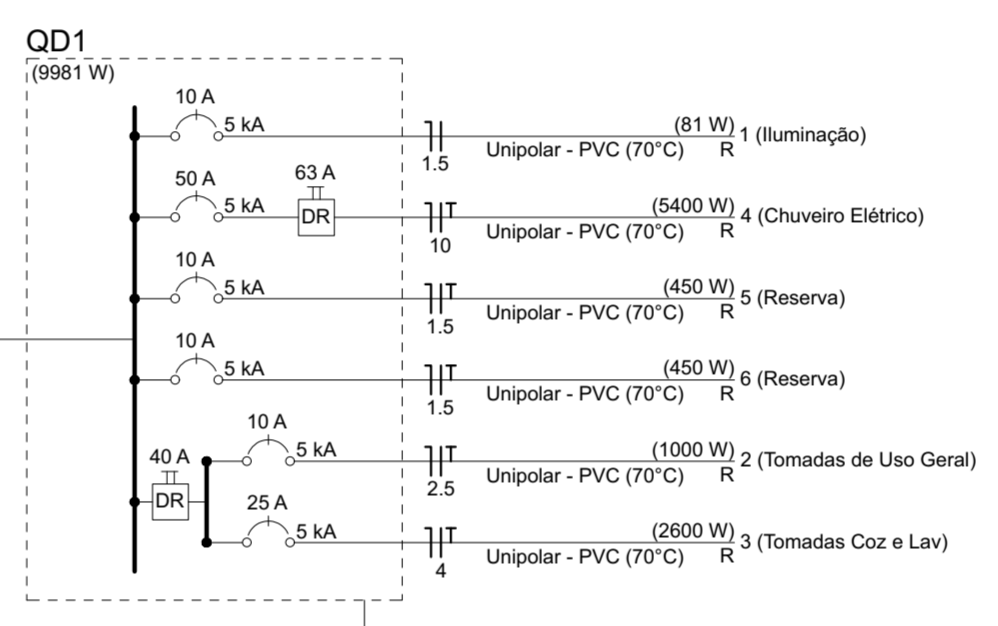 QD1
(9981 W)
10 A
5 kA
1.5
(81 W)
Unipolar - PVC (70°C)
R
1 (Iluminação)
50 A
5 kA
63 A
DR
T
10
(5400 W)
Unipolar - PVC (70°C)
R
4 (Chuveiro Elétrico)
10 A
5 kA
T
1.5
(450 W)
Unipolar - PVC (70°C)
R
5 (Reserva)
10 A
5 kA
T
1.5
(450 W)
Unipolar - PVC (70°C)
R
6 (Reserva)
40 A
DR
10 A
5 kA
T
2.5
(1000 W)
Unipolar - PVC (70°C)
R
2 (Tomadas de Uso Geral)
25 A
5 kA
T
4
(2600 W)
Unipolar - PVC (70°C)
R
3 (Tomadas Coz e Lav)